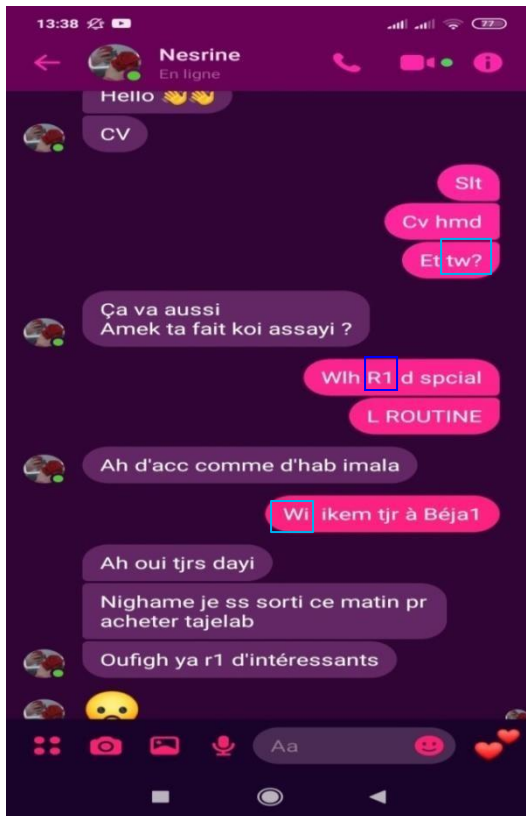 13:38
77
Nesrine
En ligne
Hello 👋👋
CV
Slt
Cv hmd
Et tw?
Ça va aussi
Amek ta fait koi assayi ?
Wlh R1 d spcial
L ROUTINE
Ah d'acc comme d'hab imala
Wi ikem tjr à Béja1
Ah oui tjrs dayi
Nighame je ss sorti ce matin pr
acheter tajelab
Oufigh ya r1 d'intéressants
Aa